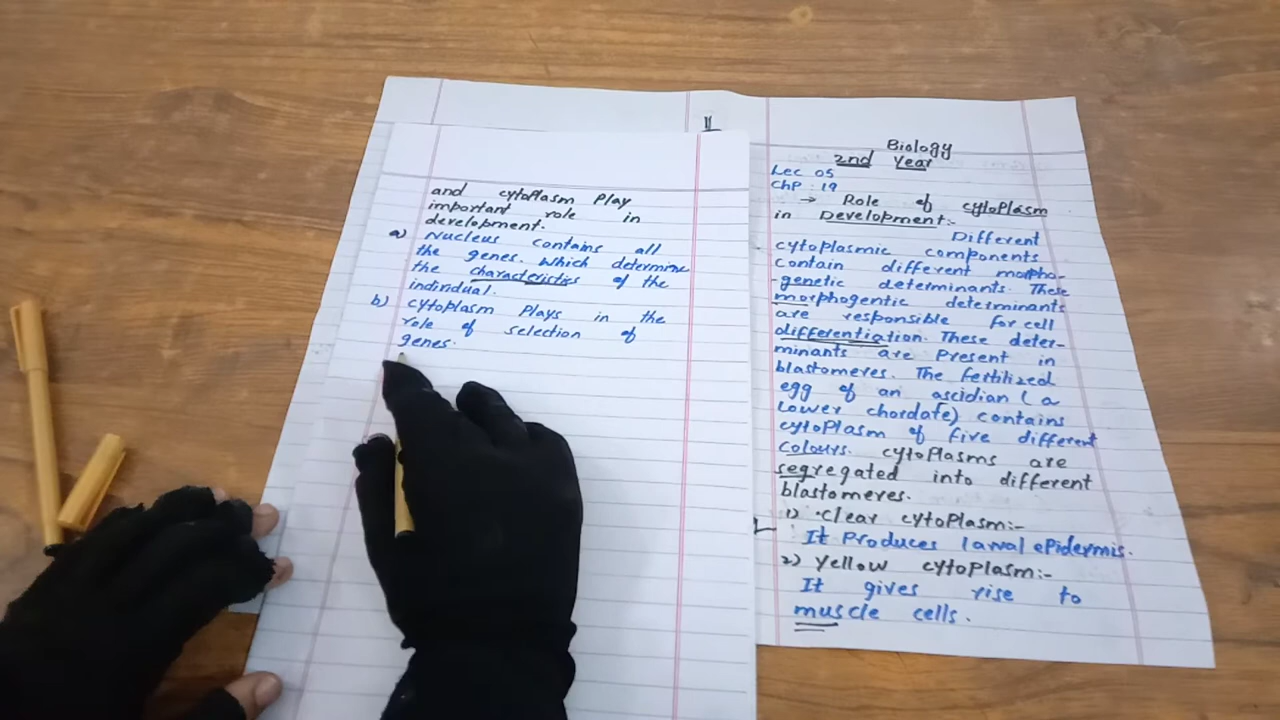 and cytoplasm Play
important role in
development.
a) Nucleus contains all
the genes. Which determine
the characteristics of the
individual.
b) cytoplasm Plays in the
role of selection of
genes.
Biology
2nd Year
Lec 05
Chp : 19
→ Role of cytoplasm
in Development:-
Different
cytoplasmic components
contain different morpho-
-genetic determinants. These
morphogentic determinants
are responsible for cell
differentiation. These deter-
minants are Present in
blastomeres. The fertilized
egg of an ascidian ( a
Lower chordate) contains
cytoplasm of five different
colours. cytoplasms are
segregated into different
blastomeres.
1) Clear cytoplasm:-
It Produces larval epidermis.
2) Yellow cytoplasm:-
It gives rise to
muscle cells.